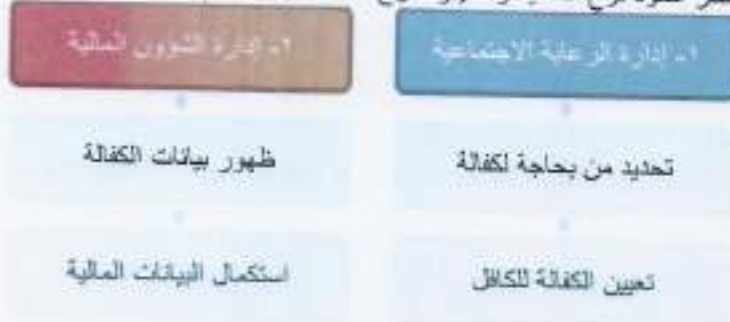 ١- إدارة الرعاية الاجتماعية
تحديد من بحاجة لكفالة
تعيين الكفالة للكافل
٢- إدارة الشؤون المالية
ظهور بيانات الكفالة
استكمال البيانات المالية